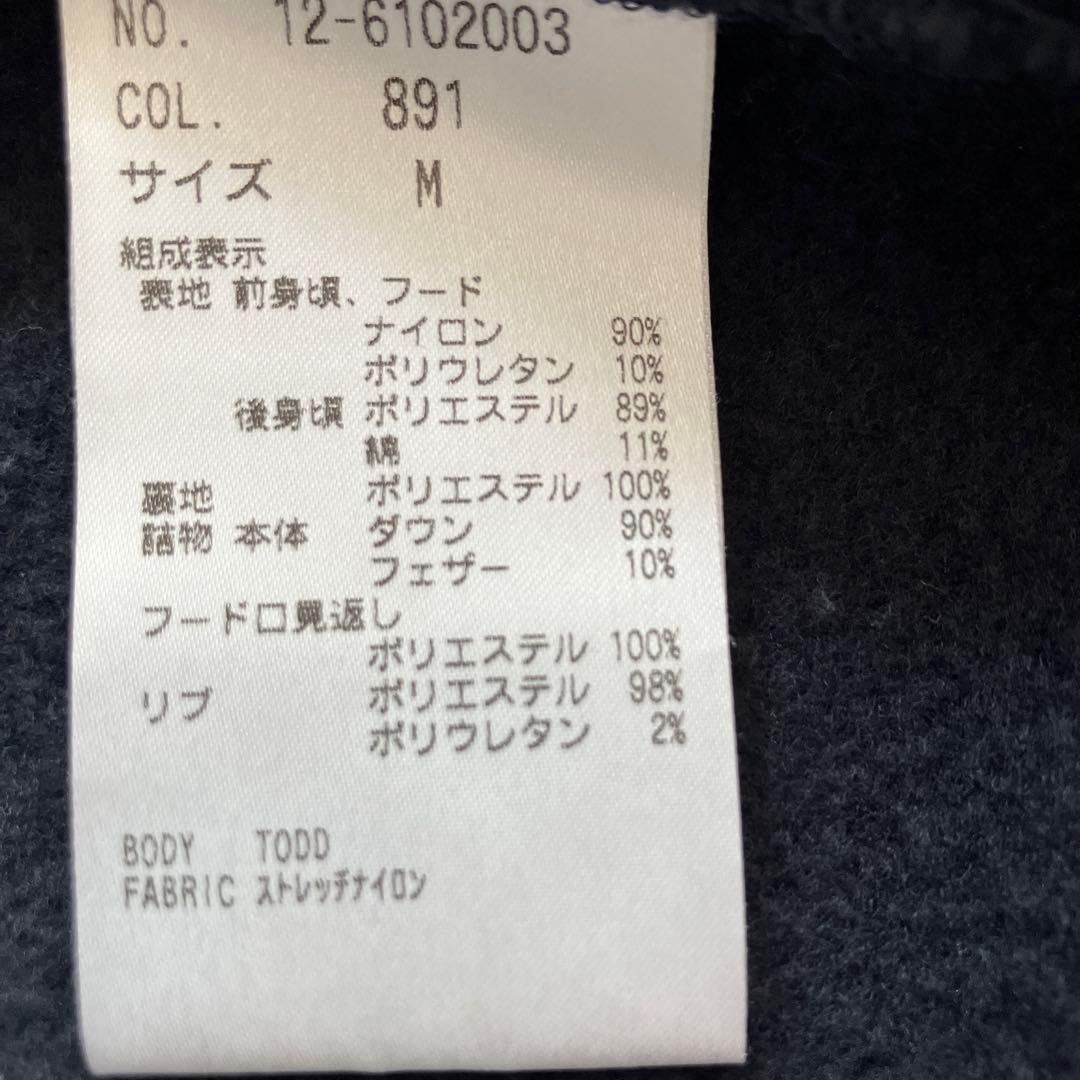 NO. 12-6102003
COL. 891
サイズ M
組成表示
表地 前身頃、フード
ナイロン 90%
ポリウレタン 10%
後身頃 ポリエステル 89%
綿 11%
裏地 ポリエステル 100%
詰物 本体 ダウン 90%
フェザー 10%
フード口見返し
ポリエステル 100%
リブ ポリエステル 98%
ポリウレタン 2%
BODY TODD
FABRIC ストレッチナイロン